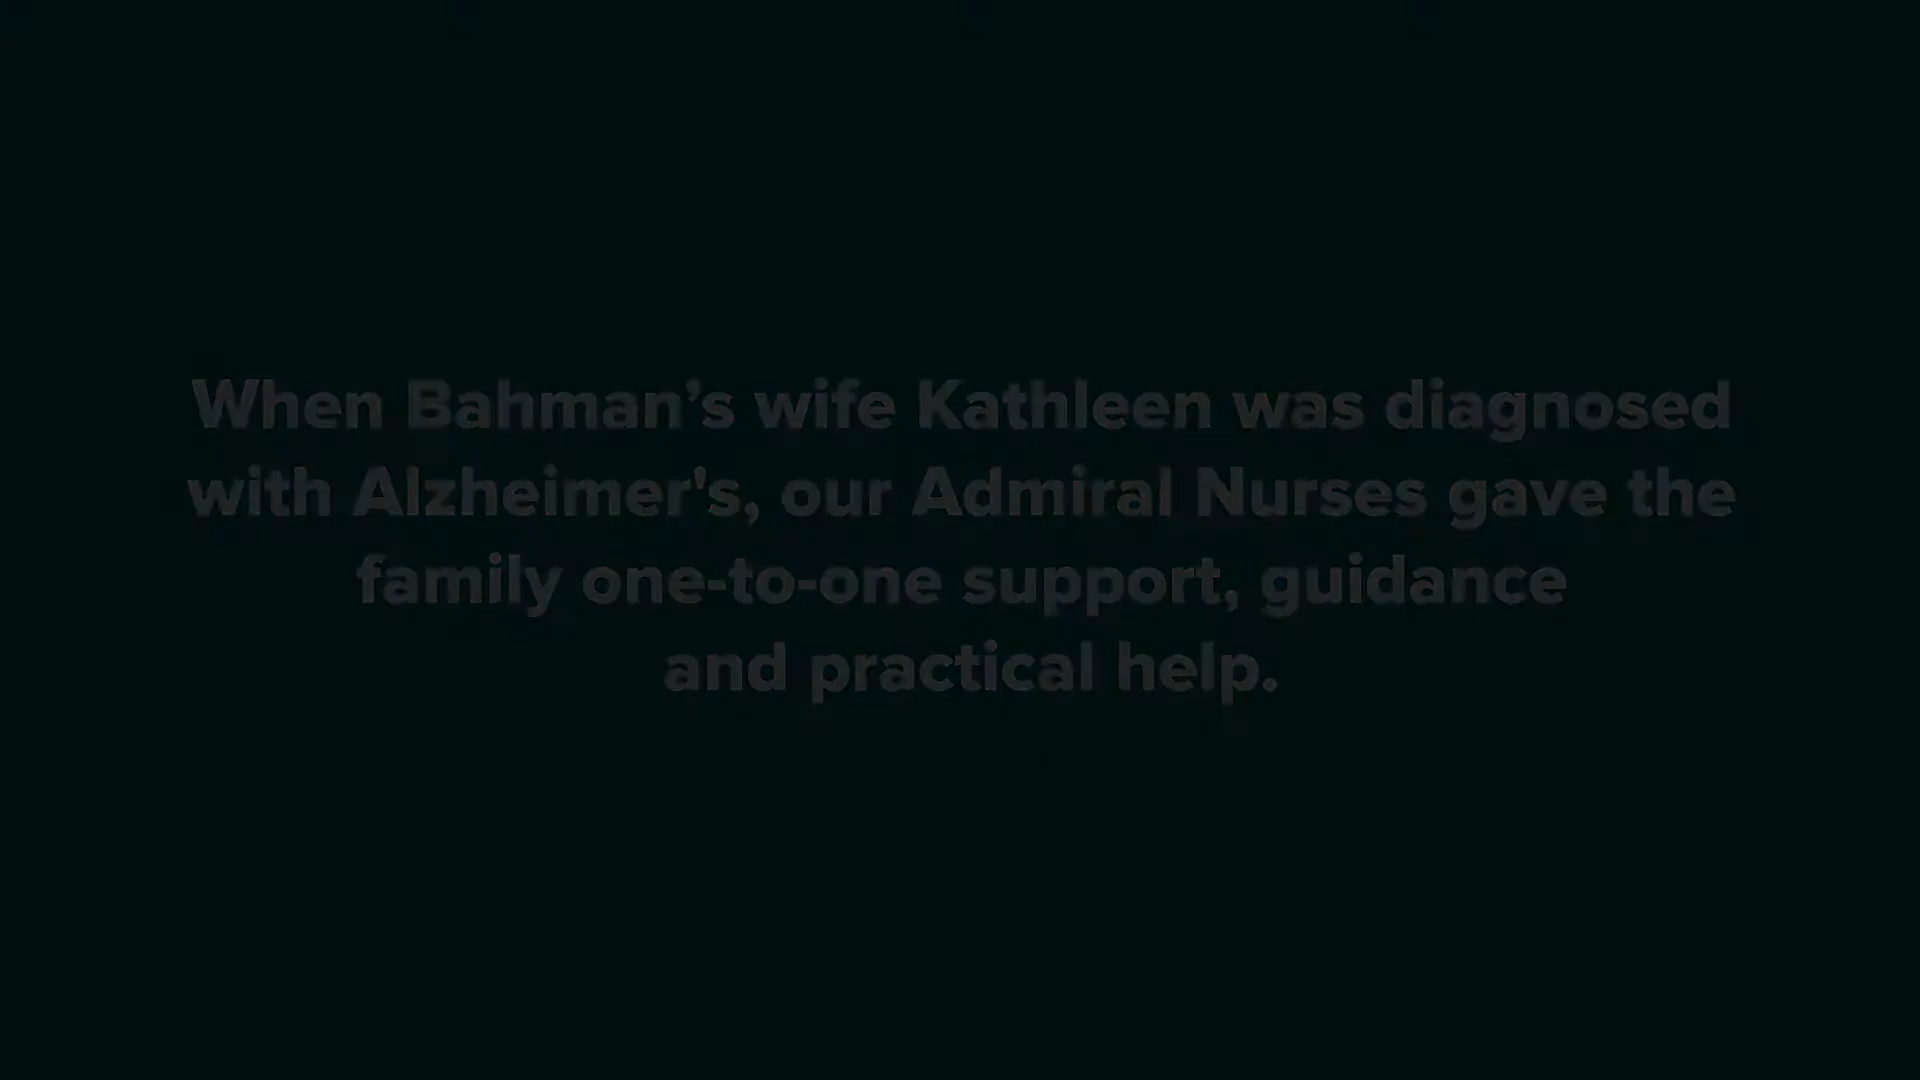 When Bahman’s wife Kathleen was diagnosed
with Alzheimer's, our Admiral Nurses gave the
family one-to-one support, guidance
and practical help.